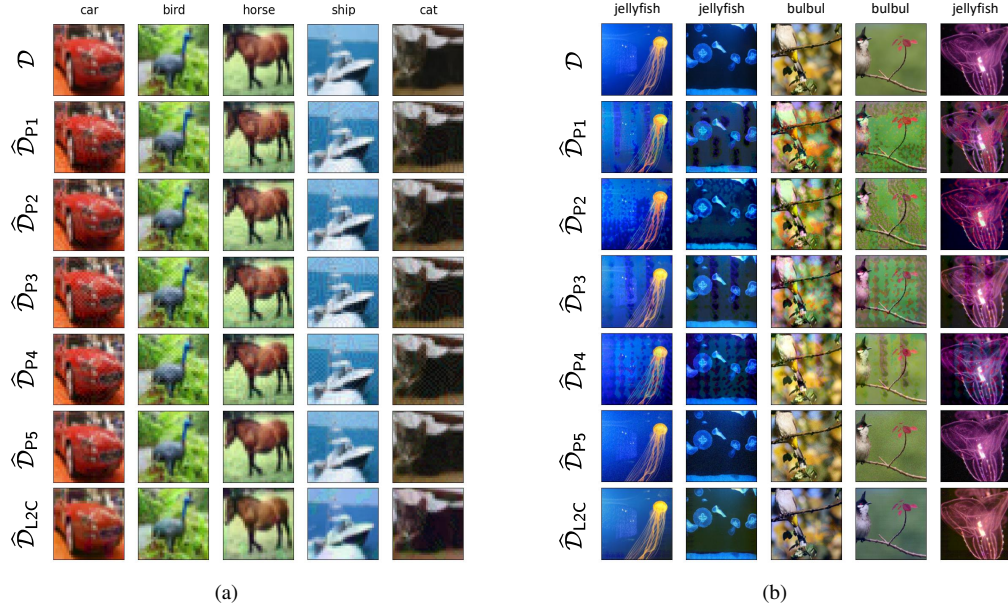 car bird horse ship cat jellyfish jellyfish bulbul bulbul jellyfish
𝒟 𝒟
𝒟̂P1 𝒟̂P1
𝒟̂P2 𝒟̂P2
𝒟̂P3 𝒟̂P3
𝒟̂P4 𝒟̂P4
𝒟̂P5 𝒟̂P5
𝒟̂L2C 𝒟̂L2C
(a) (b)